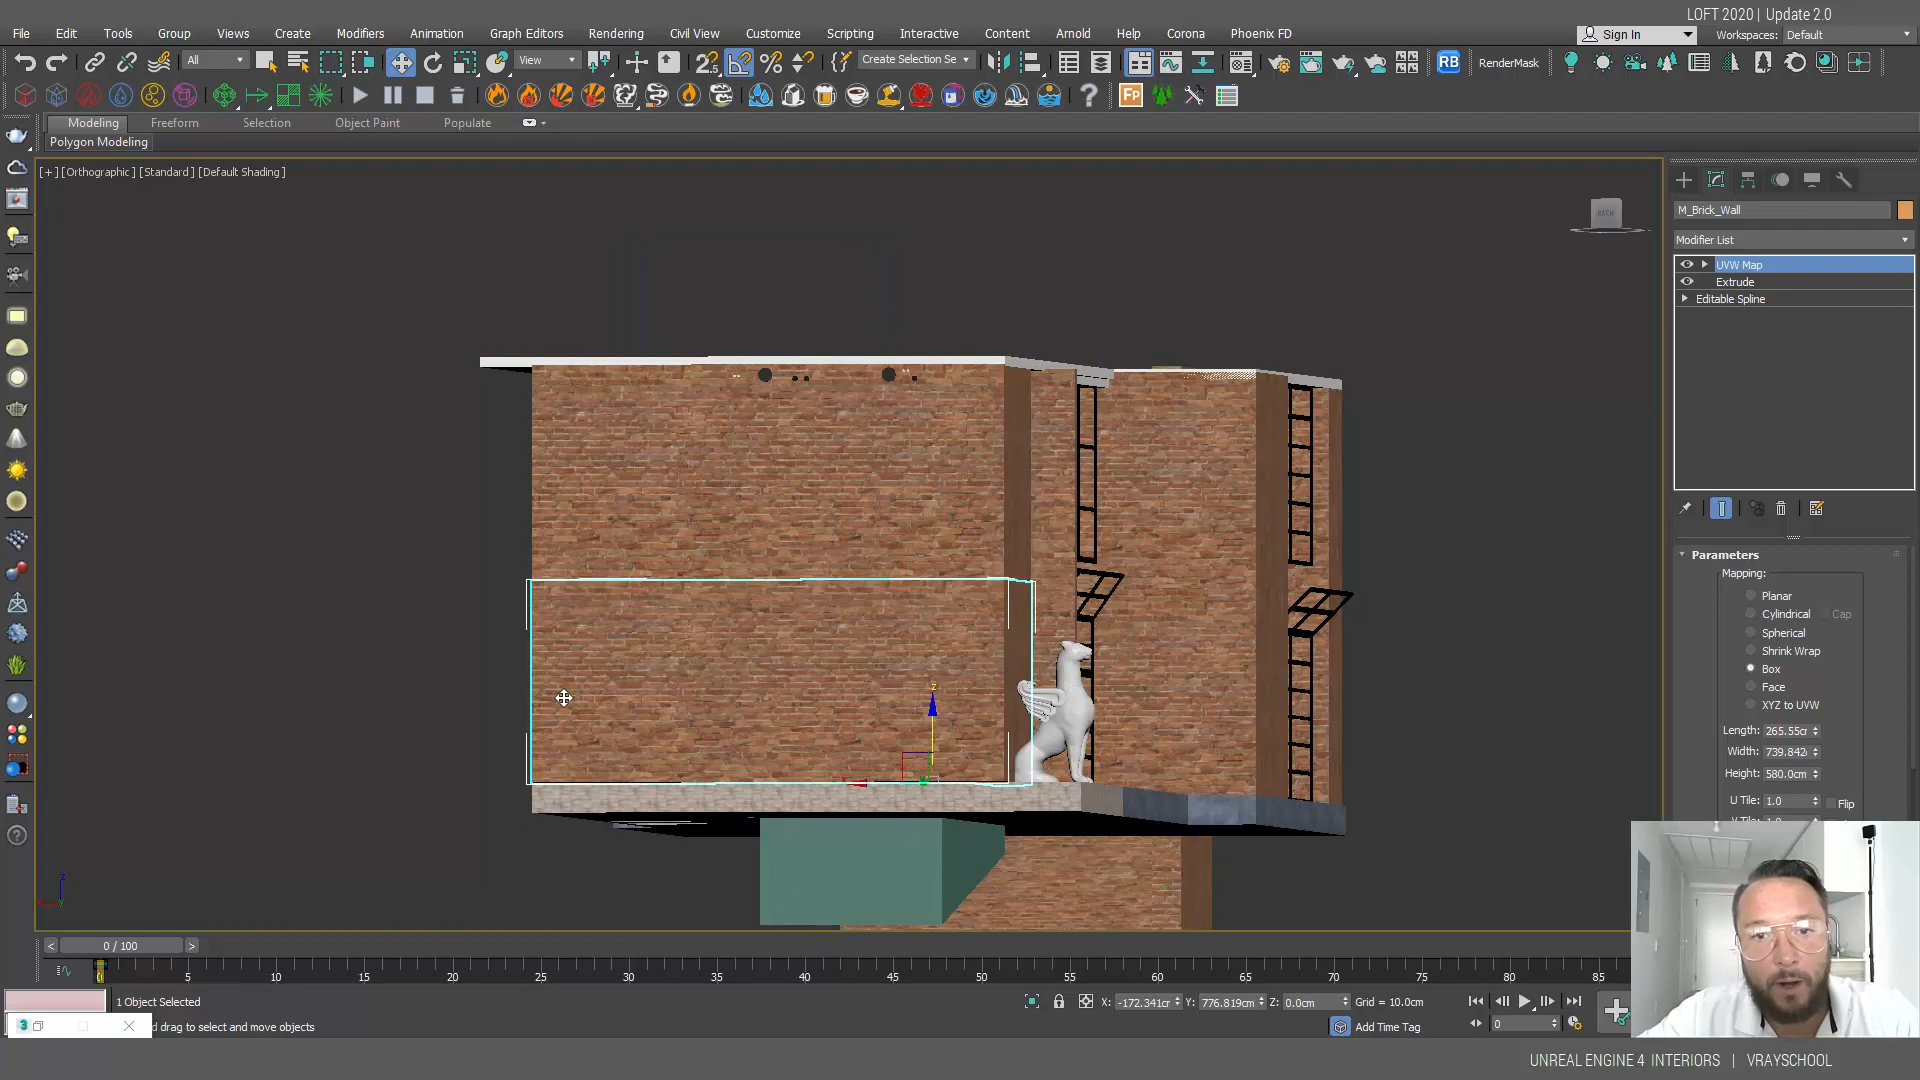 LOFT 2020 | Update 2.0
File Edit Tools Group Views Create Modifiers Animation Graph Editors Rendering Civil View Customize Scripting Interactive Content Arnold Help Corona Phoenix FD
Sign In Workspaces: Default
All View Create Selection Se RB RenderMask
Fp
Modeling Freeform Selection Object Paint Populate
Polygon Modeling
[+] [Orthographic ] [Standard ] [Default Shading ]
BACK
M_Brick_Wall
Modifier List
UVW Map
Extrude
Editable Spline
Parameters
Mapping:
Planar
Cylindrical Cap
Spherical
Shrink Wrap
Box
Face
XYZ to UVW
Length: 265.55cr
Width: 739.842
Height: 580.0cm
U Tile: 1.0 Flip
z
z
0 / 100
0 5 10 15 20 25 30 35 40 45 50 55 60 65 70 75 80 85
1 Object Selected
X: -172.341cr Y: 776.819cr Z: 0.0cm Grid = 10.0cm
3
d drag to select and move objects
Add Time Tag
0
UNREAL ENGINE 4 INTERIORS | VRAYSCHOOL